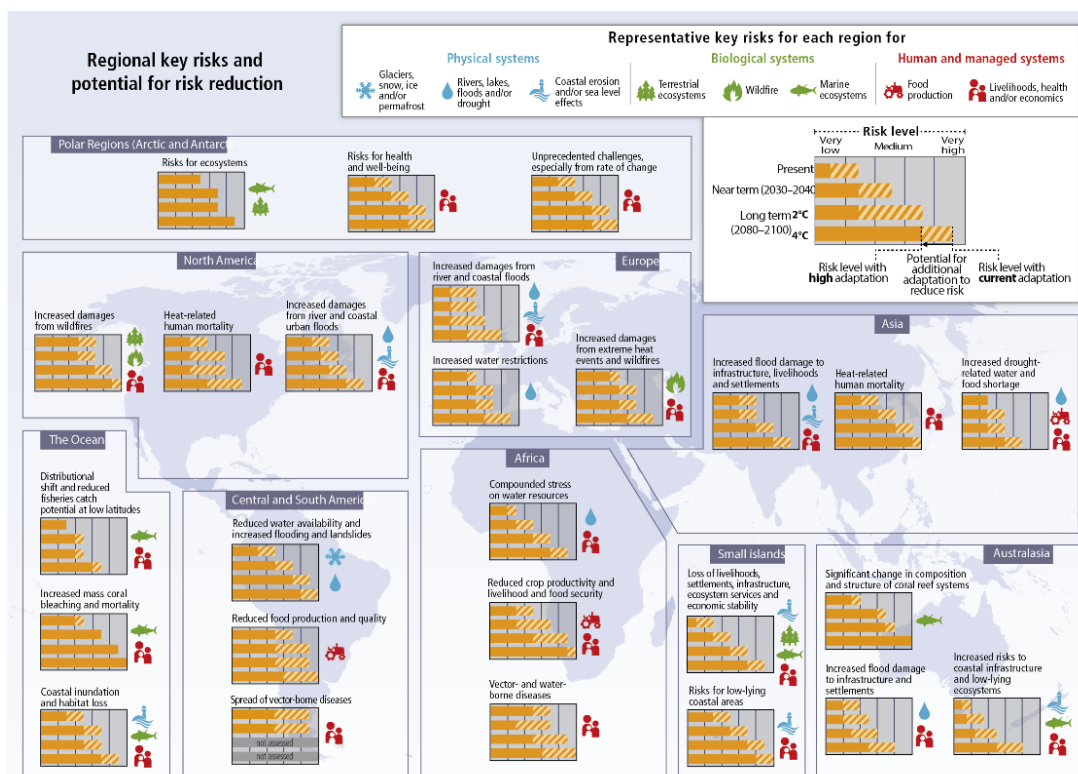 Regional key risks and
potential for risk reduction
Representative key risks for each region for
Physical systems
Biological systems
Human and managed systems
Glaciers,
snow, ice
and/or
permafrost
Rivers, lakes,
floods and/or
drought
Coastal erosion
and/or sea level
effects
Terrestrial
ecosystems
Wildfire
Marine
ecosystems
Food
production
Livelihoods, health
and/or economics
Risk level
Very
low
Medium
Very
high
Present
Near term (2030–2040
Long term 2°C
(2080–2100)
4°C
Risk level with
high adaptation
Potential for
additional
adaptation to
reduce risk
Risk level with
current adaptation
Polar Regions (Arctic and Antarctic
Risks for ecosystems
Risks for health
and well-being
Unprecedented challenges,
especially from rate of change
North America
Increased damages
from wildfires
Heat-related
human mortality
Increased damages
from river and coastal
urban floods
Europe
Increased damages from
river and coastal floods
Increased water restrictions
Increased damages
from extreme heat
events and wildfires
Asia
Increased flood damage to
infrastructure, livelihoods
and settlements
Heat-related
human mortality
Increased drought-
related water and
food shortage
The Ocean
Distributional
shift and reduced
fisheries catch
potential at low latitudes
Increased mass coral
bleaching and mortality
Coastal inundation
and habitat loss
Central and South America
Reduced water availability and
increased flooding and landslides
Reduced food production and quality
Spread of vector-borne diseases
not assessed
not assessed
Africa
Compounded stress
on water resources
Reduced crop productivity and
livelihood and food security
Vector- and water-
borne diseases
Small islands
Loss of livelihoods,
settlements, infrastructure,
ecosystem services and
economic stability
Risks for low-lying
coastal areas
Australasia
Significant change in composition
and structure of coral reef systems
Increased flood damage
to infrastructure and
settlements
Increased risks to
coastal infrastructure
and low-lying
ecosystems